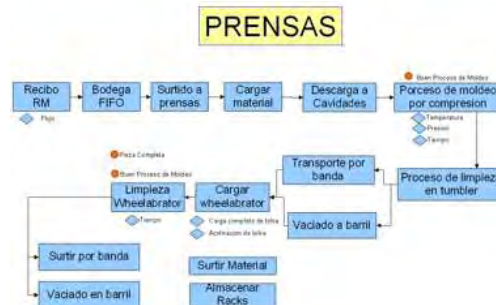 PRENSAS
Recibo
RM
Bodega
FIFO
Surtido a
prensas
Cargar
material
Descarga a
Cavidades
Buen Proceso de Moldeo
Porceso de moldeo
por compresion
Flujo
Temperatura
Presion
Tiempo
Pieza Completa
Buen Proceso de Moldeo
Limpieza
Wheelabrator
Tiempo
Cargar
wheelabrator
Carga completa de tolva
Aceleracion de tolva
Transporte por
banda
Vaciado a barril
Proceso de limpieza
en tumbler
Surtir por banda
Vaciado en barril
Surtir Material
Almacenar
Racks